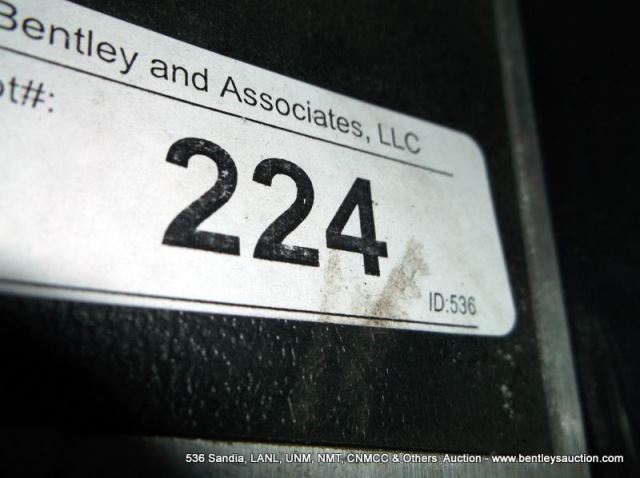 Bentley and Associates, LLC
ot#:
224
ID:536
536 Sandia, LANL, UNM, NMT, CNMCC & Others Auction - www.bentleysauction.com